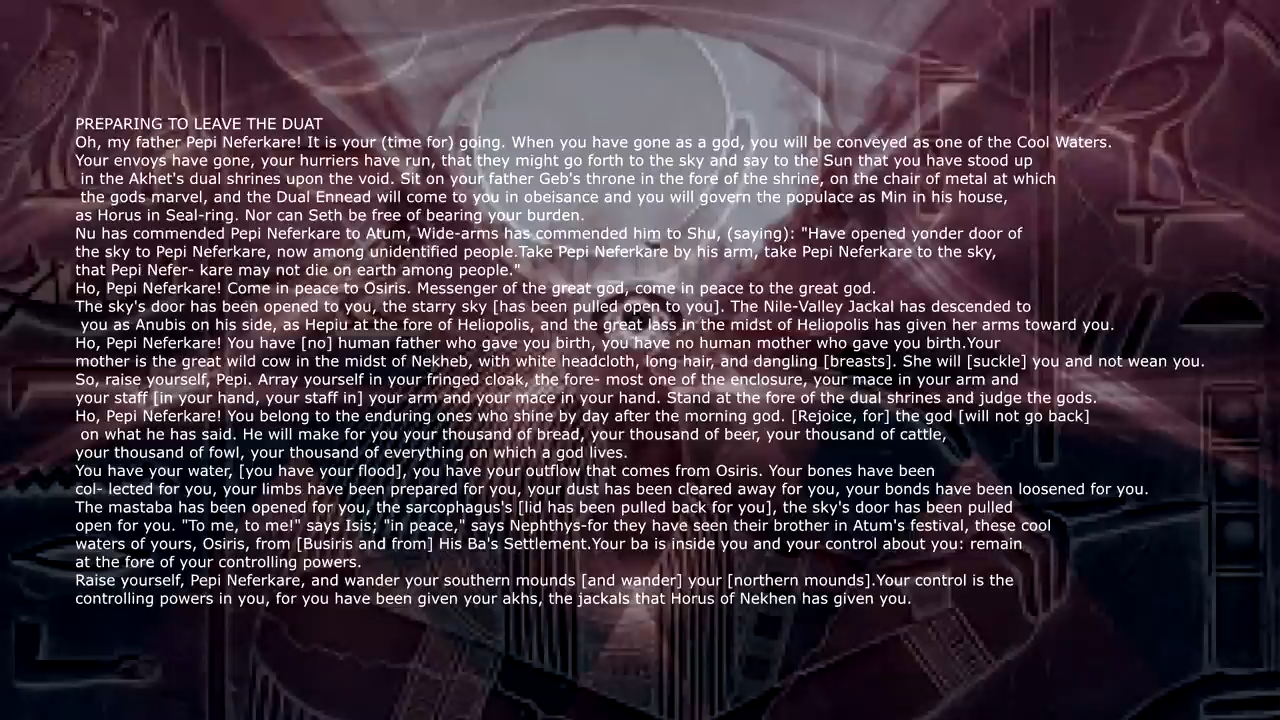 PREPARING TO LEAVE THE DUAT
Oh, my father Pepi Neferkare! It is your (time for) going. When you have gone as a god, you will be conveyed as one of the Cool Waters.
Your envoys have gone, your hurriers have run, that they might go forth to the sky and say to the Sun that you have stood up
in the Akhet's dual shrines upon the void. Sit on your father Geb's throne in the fore of the shrine, on the chair of metal at which
the gods marvel, and the Dual Ennead will come to you in obeisance and you will govern the populace as Min in his house,
as Horus in Seal-ring. Nor can Seth be free of bearing your burden.
Nu has commended Pepi Neferkare to Atum, Wide-arms has commended him to Shu, (saying): "Have opened yonder door of
the sky to Pepi Neferkare, now among unidentified people.Take Pepi Neferkare by his arm, take Pepi Neferkare to the sky,
that Pepi Nefer- kare may not die on earth among people."
Ho, Pepi Neferkare! Come in peace to Osiris. Messenger of the great god, come in peace to the great god.
The sky's door has been opened to you, the starry sky [has been pulled open to you]. The Nile-Valley Jackal has descended to
you as Anubis on his side, as Hepiu at the fore of Heliopolis, and the great lass in the midst of Heliopolis has given her arms toward you.
Ho, Pepi Neferkare! You have [no] human father who gave you birth, you have no human mother who gave you birth.Your
mother is the great wild cow in the midst of Nekheb, with white headcloth, long hair, and dangling [breasts]. She will [suckle] you and not wean you.
So, raise yourself, Pepi. Array yourself in your fringed cloak, the fore- most one of the enclosure, your mace in your arm and
your staff [in your hand, your staff in] your arm and your mace in your hand. Stand at the fore of the dual shrines and judge the gods.
Ho, Pepi Neferkare! You belong to the enduring ones who shine by day after the morning god. [Rejoice, for] the god [will not go back]
on what he has said. He will make for you your thousand of bread, your thousand of beer, your thousand of cattle,
your thousand of fowl, your thousand of everything on which a god lives.
You have your water, [you have your flood], you have your outflow that comes from Osiris. Your bones have been
col- lected for you, your limbs have been prepared for you, your dust has been cleared away for you, your bonds have been loosened for you.
The mastaba has been opened for you, the sarcophagus's [lid has been pulled back for you], the sky's door has been pulled
open for you. "To me, to me!" says Isis; "in peace," says Nephthys-for they have seen their brother in Atum's festival, these cool
waters of yours, Osiris, from [Busiris and from] His Ba's Settlement.Your ba is inside you and your control about you: remain
at the fore of your controlling powers.
Raise yourself, Pepi Neferkare, and wander your southern mounds [and wander] your [northern mounds].Your control is the
controlling powers in you, for you have been given your akhs, the jackals that Horus of Nekhen has given you.